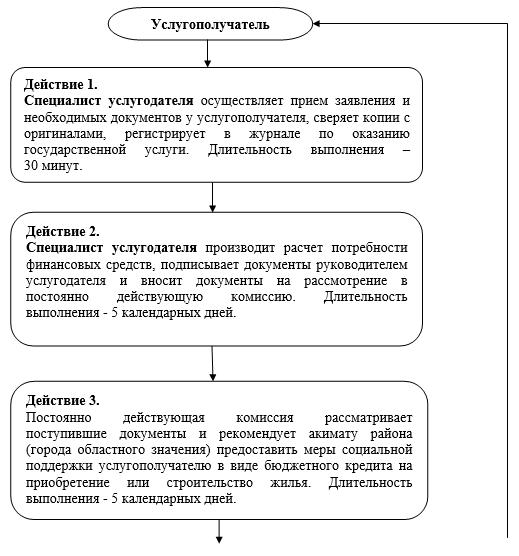 Услугополучатель
Действие 1.
Специалист услугодателя осуществляет прием заявления и
необходимых документов у услугополучателя, сверяет копии с
оригиналами, регистрирует в журнале по оказанию
государственной услуги. Длительность выполнения –
30 минут.
Действие 2.
Специалист услугодателя производит расчет потребности
финансовых средств, подписывает документы руководителем
услугодателя и вносит документы на рассмотрение в
постоянно действующую комиссию. Длительность
выполнения - 5 календарных дней.
Действие 3.
Постоянно действующая комиссия рассматривает
поступившие документы и рекомендует акимату района
(города областного значения) предоставить меры социальной
поддержки услугополучателю в виде бюджетного кредита на
приобретение или строительство жилья. Длительность
выполнения - 5 календарных дней.